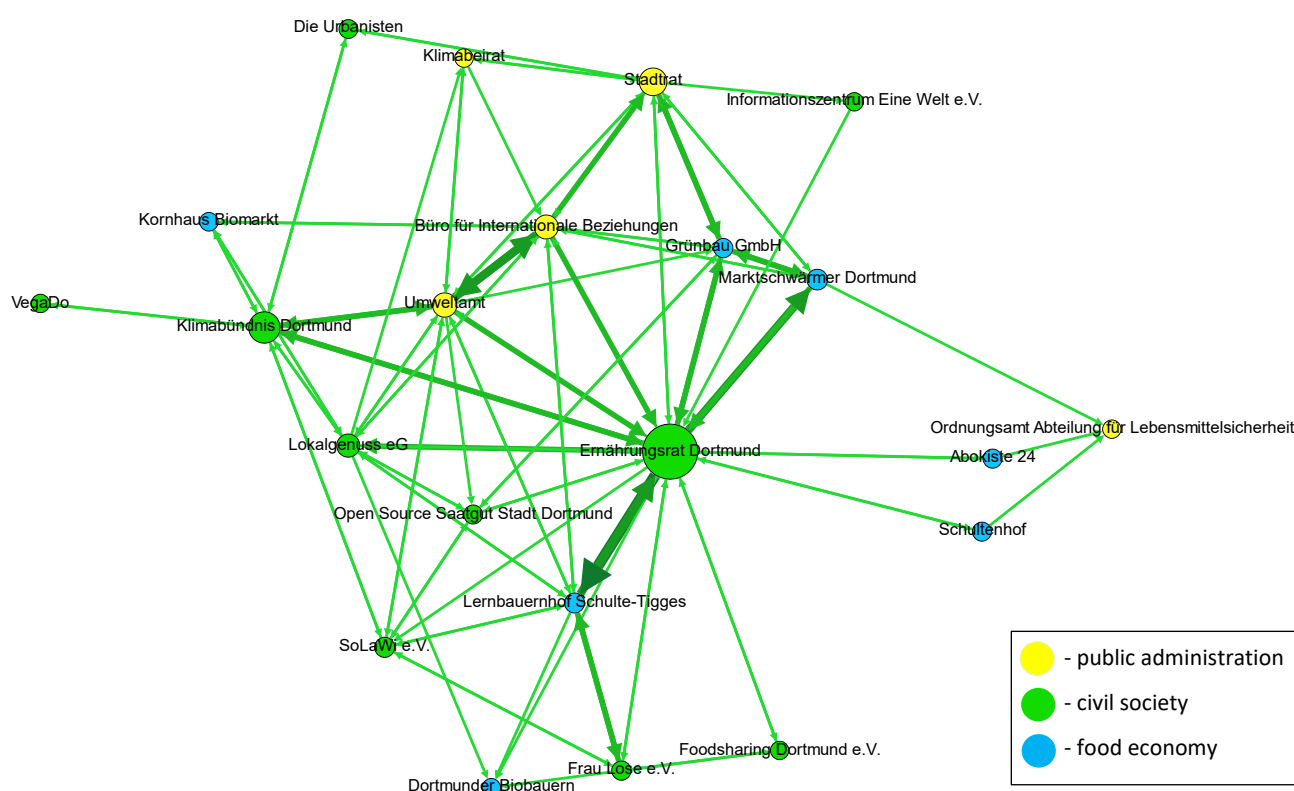 Die Urbanisten
Klimabeirat
Stadtrat
Informationszentrum Eine Welt e.V.
Kornhaus Biomarkt
Büro für Internationale Beziehungen
Grünbau GmbH
Marktschwärmer Dortmund
VegaDo
Umweltamt
Klimabündnis Dortmund
Ordnungsamt Abteilung für Lebensmittelsicherheit
Lokalgenuss eG
Ernährungsrat Dortmund
Abokiste 24
Open Source Saatgut Stadt Dortmund
Schultenhof
Lernbauernhof Schulte-Tigges
SoLaWi e.V.
Foodsharing Dortmund e.V.
Frau Lose e.V.
Dortmunder Biobauern
- public administration
- civil society
- food economy